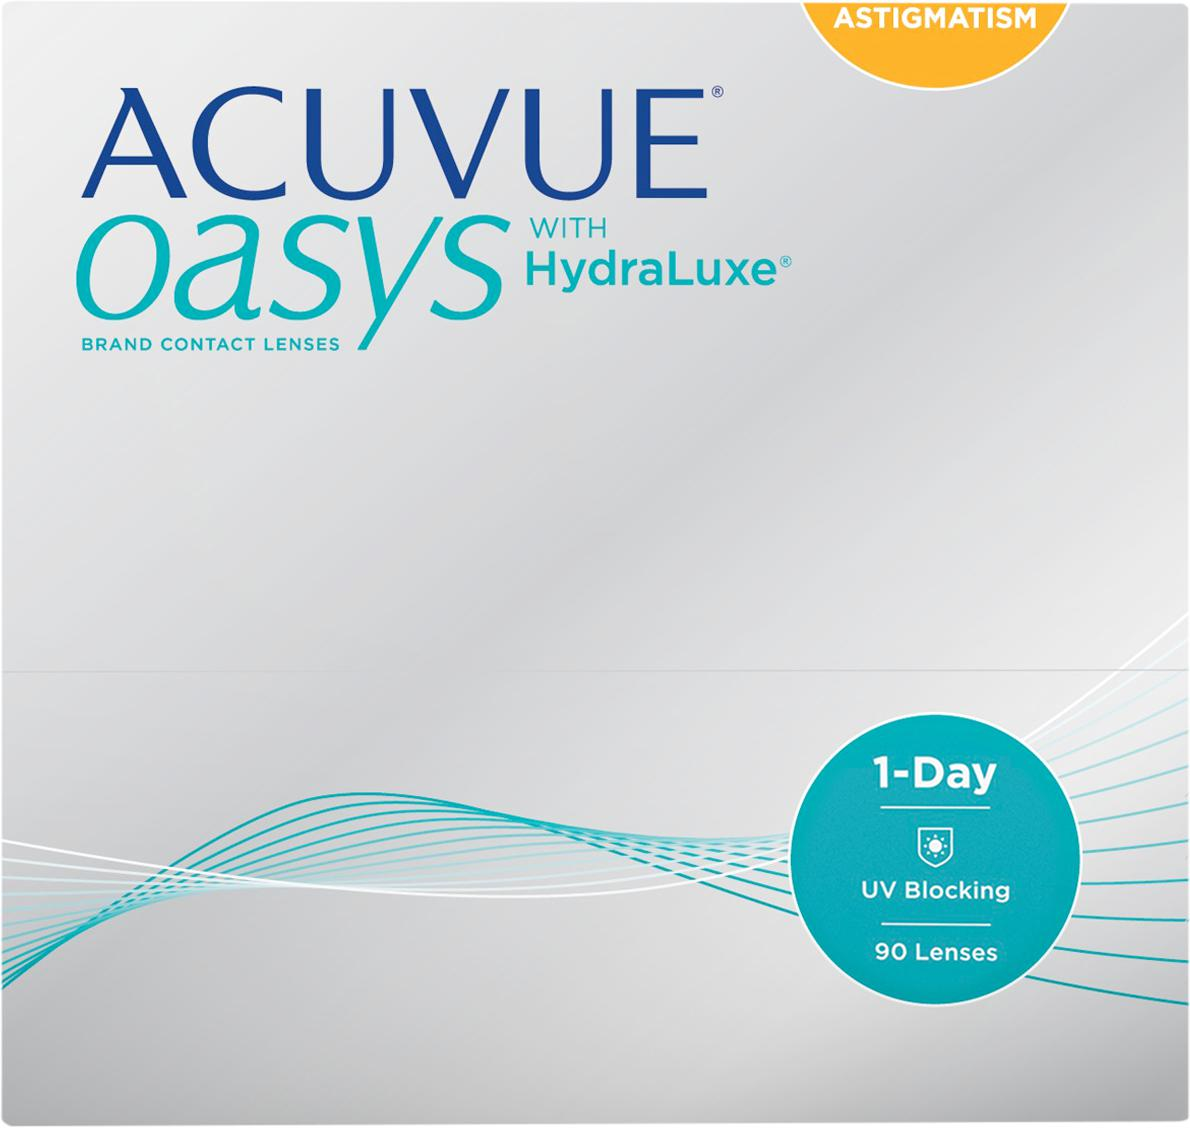 ASTIGMATISM
ACUVUE®
oasys WITH
HydraLuxe®
BRAND CONTACT LENSES
1-Day
UV Blocking
90 Lenses